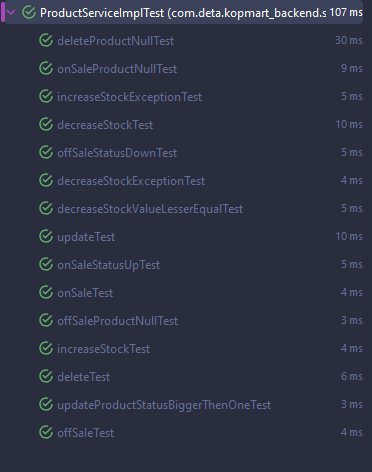 ProductServiceImplTest (com.deta.kopmart_backend.s 107 ms
deleteProductNullTest 30 ms
onSaleProductNullTest 9 ms
increaseStockExceptionTest 5 ms
decreaseStockTest 10 ms
offSaleStatusDownTest 5 ms
decreaseStockExceptionTest 4 ms
decreaseStockValueLesserEqualTest 5 ms
updateTest 10 ms
onSaleStatusUpTest 5 ms
onSaleTest 4 ms
offSaleProductNullTest 3 ms
increaseStockTest 4 ms
deleteTest 6 ms
updateProductStatusBiggerThenOneTest 3 ms
offSaleTest 4 ms